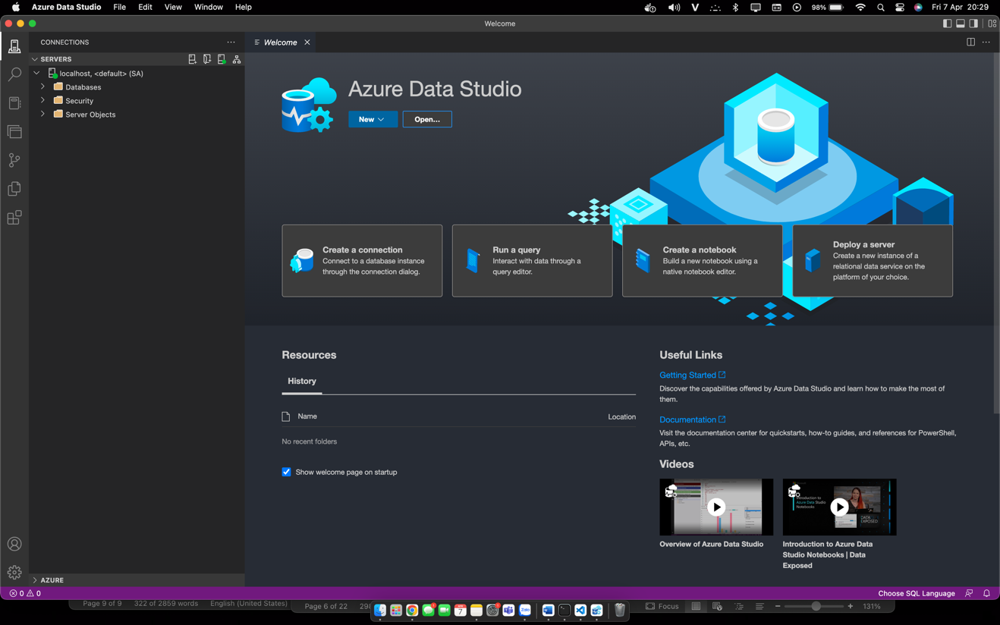 Azure Data Studio File Edit View Window Help
98% Fri 7 Apr 20:29
Welcome
CONNECTIONS
SERVERS
localhost, <default> (SA)
Databases
Security
Server Objects
AZURE
Welcome
Azure Data Studio
New
Open...
Create a connection
Connect to a database instance
through the connection dialog.
Run a query
Interact with data through a
query editor.
Create a notebook
Build a new notebook using a
native notebook editor.
Deploy a server
Create a new instance of a
relational data service on the
platform of your choice.
Resources
History
Name Location
No recent folders
Show welcome page on startup
Useful Links
Getting Started
Discover the capabilities offered by Azure Data Studio and learn how to make the most of
them.
Documentation
Visit the documentation center for quickstarts, how-to guides, and references for PowerShell,
APIs, etc.
Videos
Introduction to
Azure Data Studio
Notebooks
DATA
EXPOSED
Overview of Azure Data Studio
Introduction to Azure Data
Studio Notebooks | Data
Exposed
0 0
Choose SQL Language
Page 9 of 9 322 of 2859 words English (United States)
Page 6 of 22
Focus
131%
7
Zalo